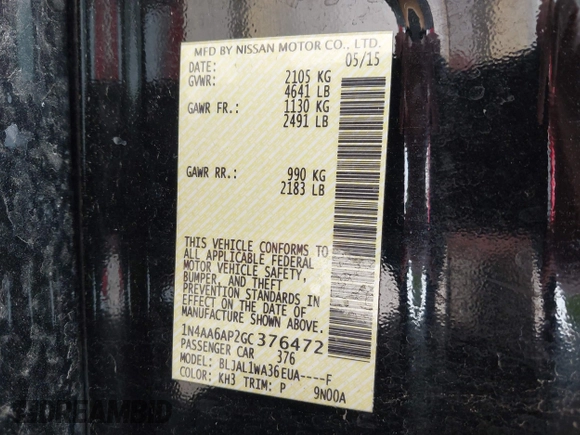 MFD BY NISSAN MOTOR CO., LTD.
DATE: 05/15
GVWR: 2105 KG
4641 LB
GAWR FR.: 1130 KG
2491 LB
GAWR RR.: 990 KG
2183 LB
THIS VEHICLE CONFORMS TO
ALL APPLICABLE FEDERAL
MOTOR VEHICLE SAFETY,
BUMPER, AND THEFT
PREVENTION STANDARDS IN
EFFECT ON THE DATE OF
MANUFACTURE SHOWN ABOVE.
1N4AA6AP2GC376472
PASSENGER CAR 376
MODEL: BLJAL1WA36EUA----F
COLOR: KH3 TRIM: P 9N00A
IDREAMBID